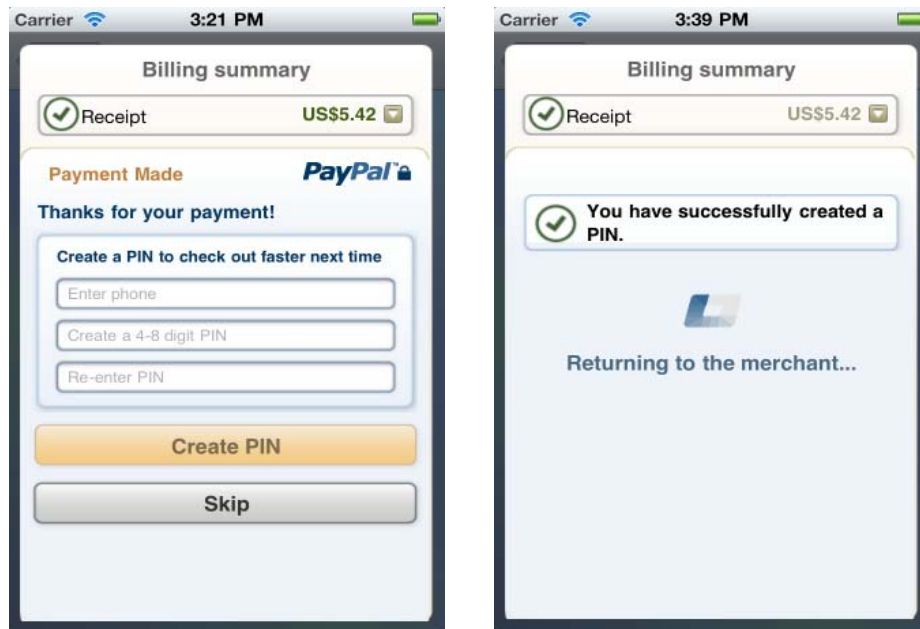 Carrier 3:21 PM
Billing summary
Receipt US$5.42
Payment Made PayPal™
Thanks for your payment!
Create a PIN to check out faster next time
Enter phone
Create a 4-8 digit PIN
Re-enter PIN
Create PIN
Skip
Carrier 3:39 PM
Billing summary
Receipt US$5.42
You have successfully created a
PIN.
Returning to the merchant...